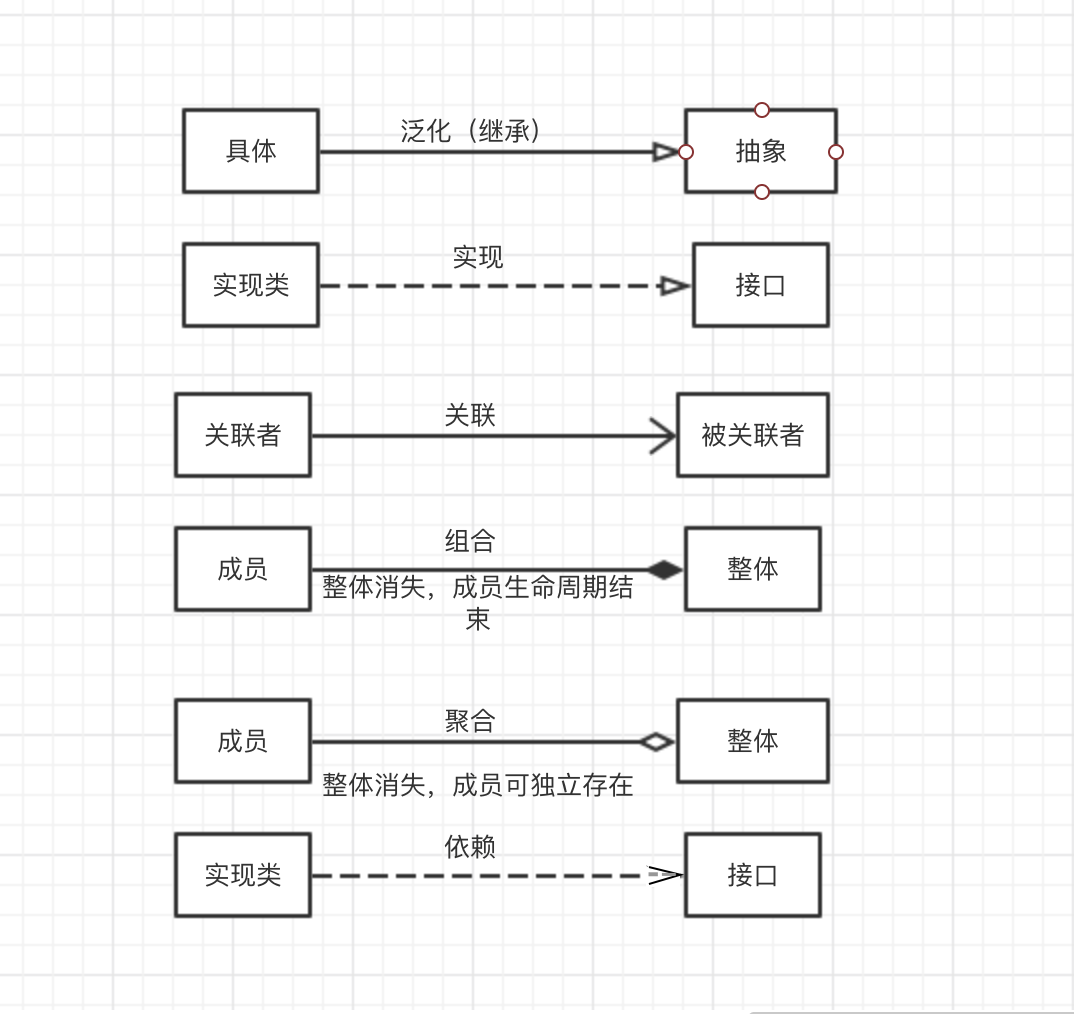 泛化（继承）
具体
抽象
实现
实现类
接口
关联
关联者
被关联者
组合
成员
整体
整体消失，成员生命周期结
束
聚合
成员
整体
整体消失，成员可独立存在
依赖
实现类
接口